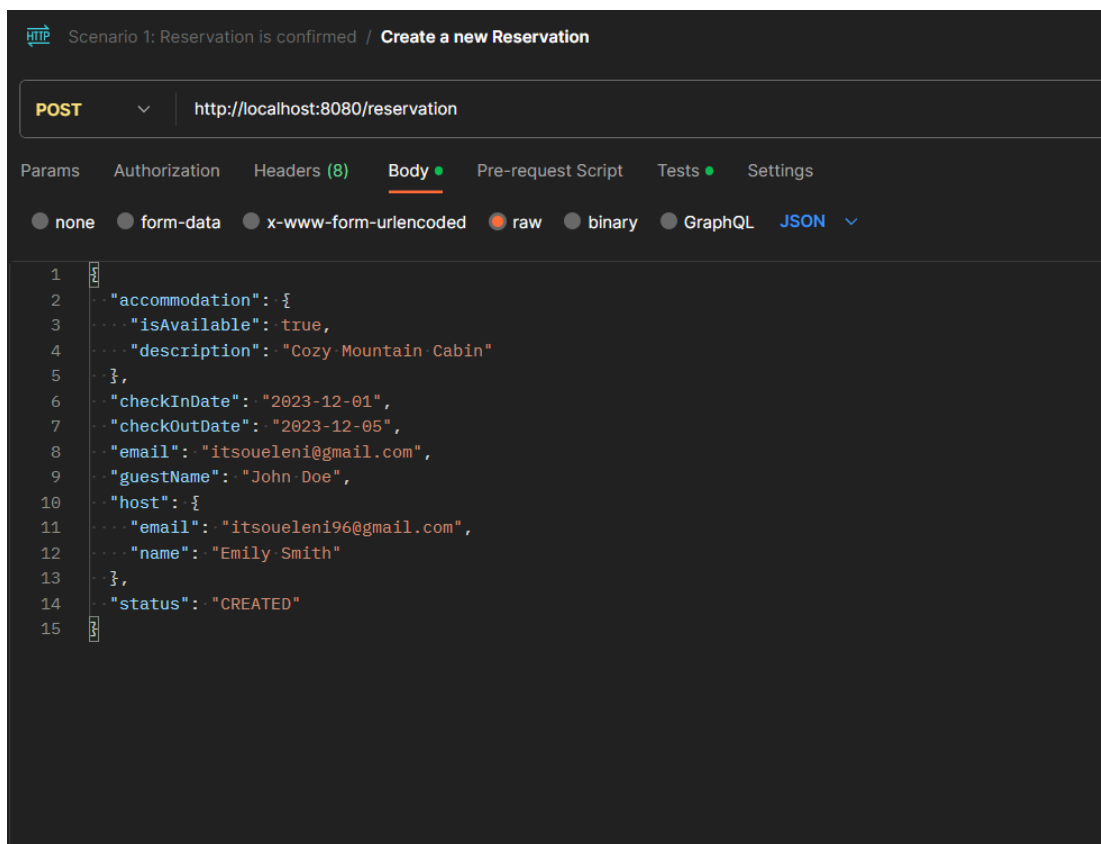 HTTP Scenario 1: Reservation is confirmed / Create a new Reservation
POST http://localhost:8080/reservation
Params Authorization Headers (8) Body Pre-request Script Tests Settings
none form-data x-www-form-urlencoded raw binary GraphQL JSON
1 {
2 "accommodation": {
3 "isAvailable": true,
4 "description": "Cozy Mountain Cabin"
5 },
6 "checkInDate": "2023-12-01",
7 "checkOutDate": "2023-12-05",
8 "email": "itsoueleni@gmail.com",
9 "guestName": "John Doe",
10 "host": {
11 "email": "itsoueleni96@gmail.com",
12 "name": "Emily Smith"
13 },
14 "status": "CREATED"
15 }